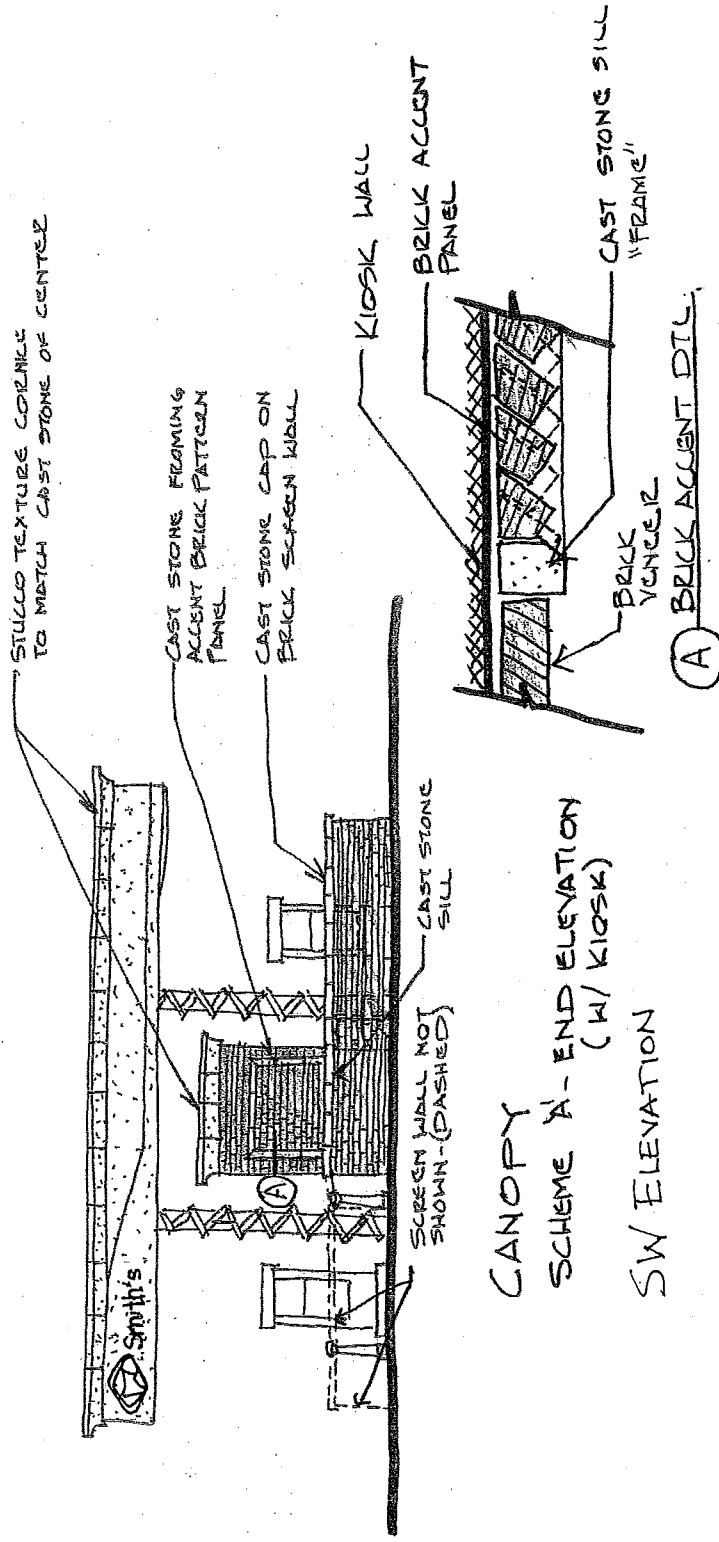 STUCCO TEXTURE CORNICE
TO MATCH CAST STONE OF CENTER
CAST STONE FRAMING
ACCENT BRICK PATTERN
PANEL
CAST STONE CAP ON
BRICK SCREEN WALL
Smith's
A
SCREEN WALL NOT
SHOWN-(DASHED)
CAST STONE
SILL
CANOPY
SCHEME 'A' - END ELEVATION
(W/ KIOSK)
SW ELEVATION
KIOSK WALL
BRICK ACCENT
PANEL
CAST STONE SILL
"FRAME"
BRICK
VENEER
A BRICK ACCENT DTL.